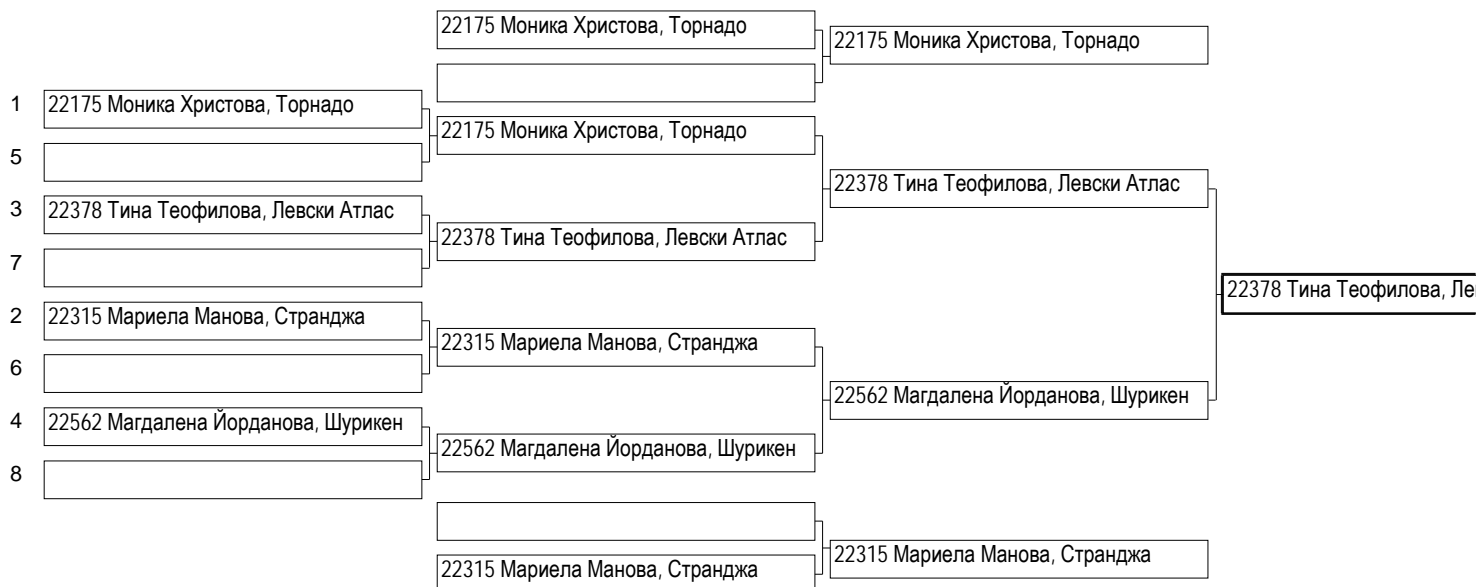 22175 Моника Христова, Торнадо
22175 Моника Христова, Торнадо
1 22175 Моника Христова, Торнадо
22175 Моника Христова, Торнадо
5
22378 Тина Теофилова, Левски Атлас
3 22378 Тина Теофилова, Левски Атлас
22378 Тина Теофилова, Левски Атлас
7
22378 Тина Теофилова,
2 22315 Мариела Манова, Странджа
22315 Мариела Манова, Странджа
6
22562 Магдалена Йорданова, Шурикен
4 22562 Магдалена Йорданова, Шурикен
22562 Магдалена Йорданова, Шурикен
8
22315 Мариела Манова, Странджа
22315 Мариела Манова, Странджа